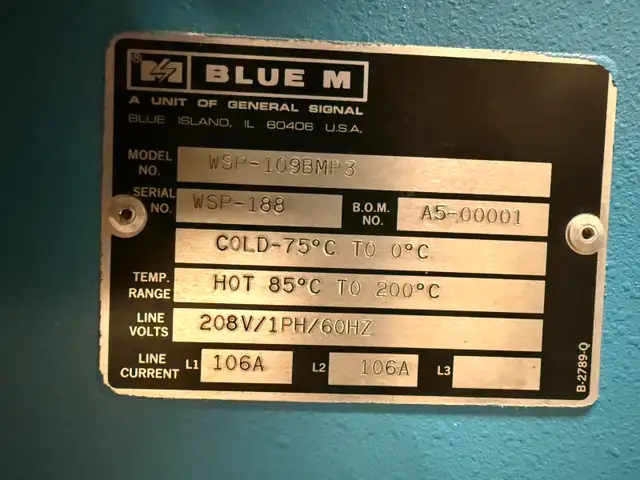 ® BLUE M
A UNIT OF GENERAL SIGNAL
BLUE ISLAND, IL 60406 U.S.A.
MODEL NO. WSP-109BMP3
SERIAL NO. WSP-188 B.O.M. NO. A5-00001
COLD-75°C TO 0°C
TEMP. RANGE HOT 85°C TO 200°C
LINE VOLTS 208V/1PH/60HZ
LINE CURRENT L1 106A L2 106A L3
B-2789-Q